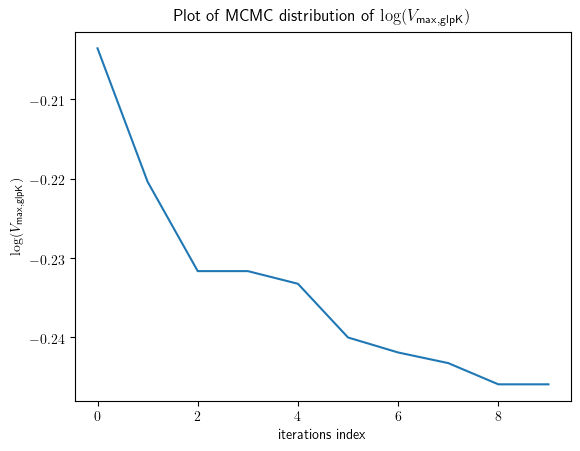 Plot of MCMC distribution of log(V_max,glpK)
log(V_max,glpK)
−0.21
−0.22
−0.23
−0.24
0 2 4 6 8
iterations index